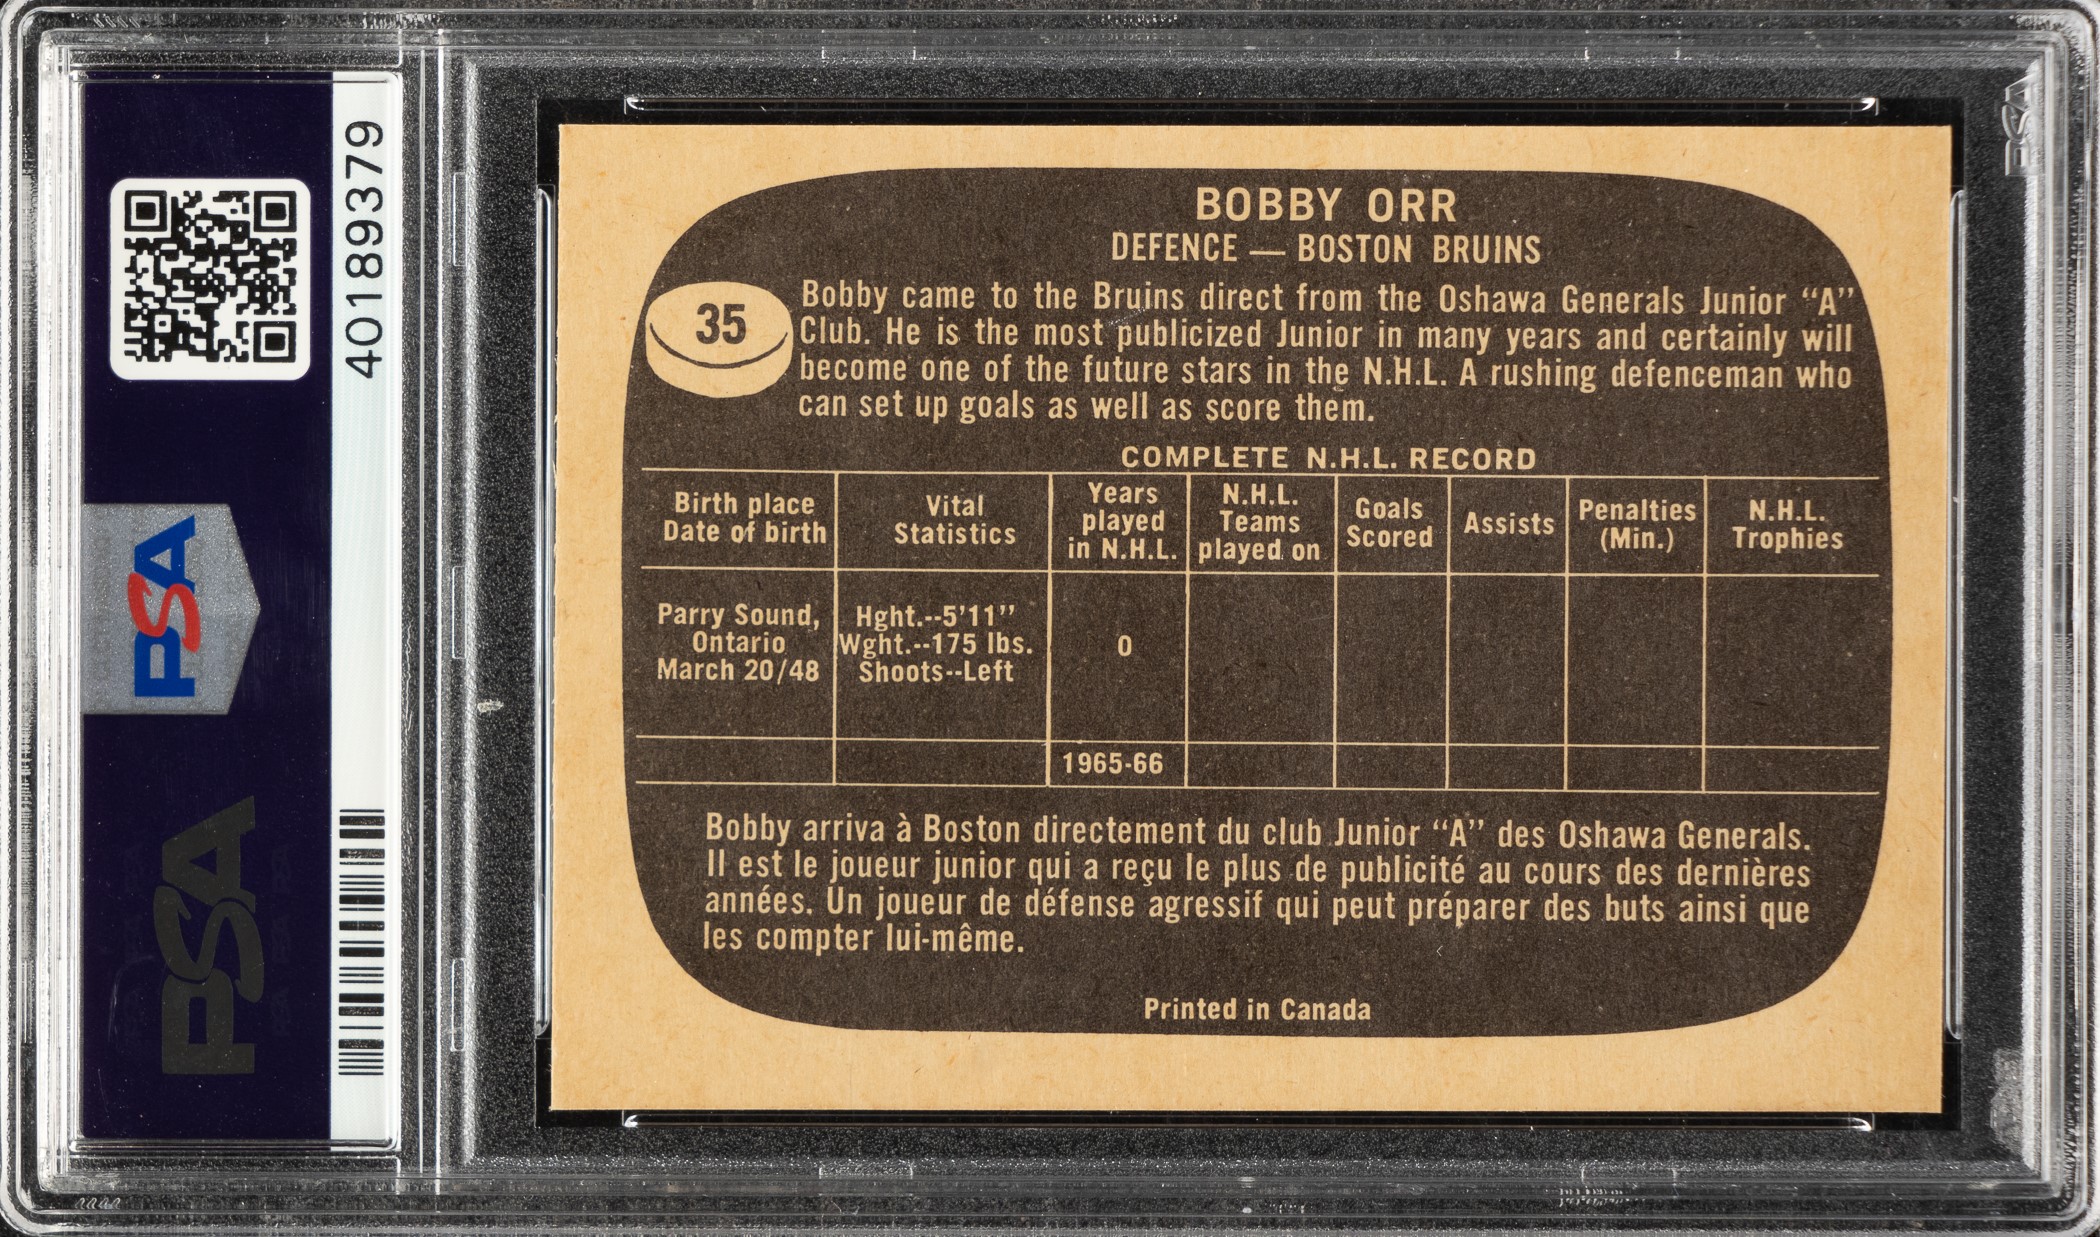 40189379
PSA
PSA
PSA
BOBBY ORR
DEFENCE — BOSTON BRUINS
35
Bobby came to the Bruins direct from the Oshawa Generals Junior “A”
Club. He is the most publicized Junior in many years and certainly will
become one of the future stars in the N.H.L. A rushing defenceman who
can set up goals as well as score them.
COMPLETE N.H.L. RECORD
Birth place
Date of birth
Vital
Statistics
Years
played
in N.H.L.
N.H.L.
Teams
played on
Goals
Scored
Assists
Penalties
(Min.)
N.H.L.
Trophies
Parry Sound,
Ontario
March 20/48
Hght.--5'11’’
Wght.--175 lbs.
Shoots--Left
0
1965-66
Bobby arriva à Boston directement du club Junior “A” des Oshawa Generals.
Il est le joueur junior qui a reçu le plus de publicité au cours des dernières
années. Un joueur de défense agressif qui peut préparer des buts ainsi que
les compter lui-même.
Printed in Canada